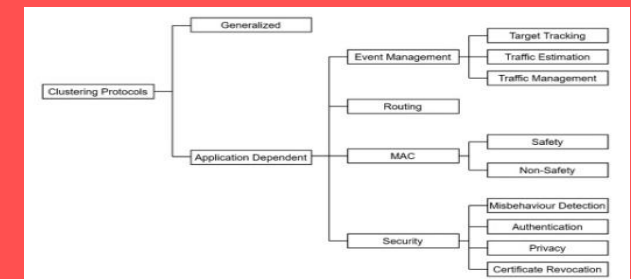 Generalized
Target Tracking
Event Management
Traffic Estimation
Traffic Management
Clustering Protocols
Routing
Safety
Application Dependent
MAC
Non-Safety
Misbehaviour Detection
Authentication
Security
Privacy
Certificate Revocation